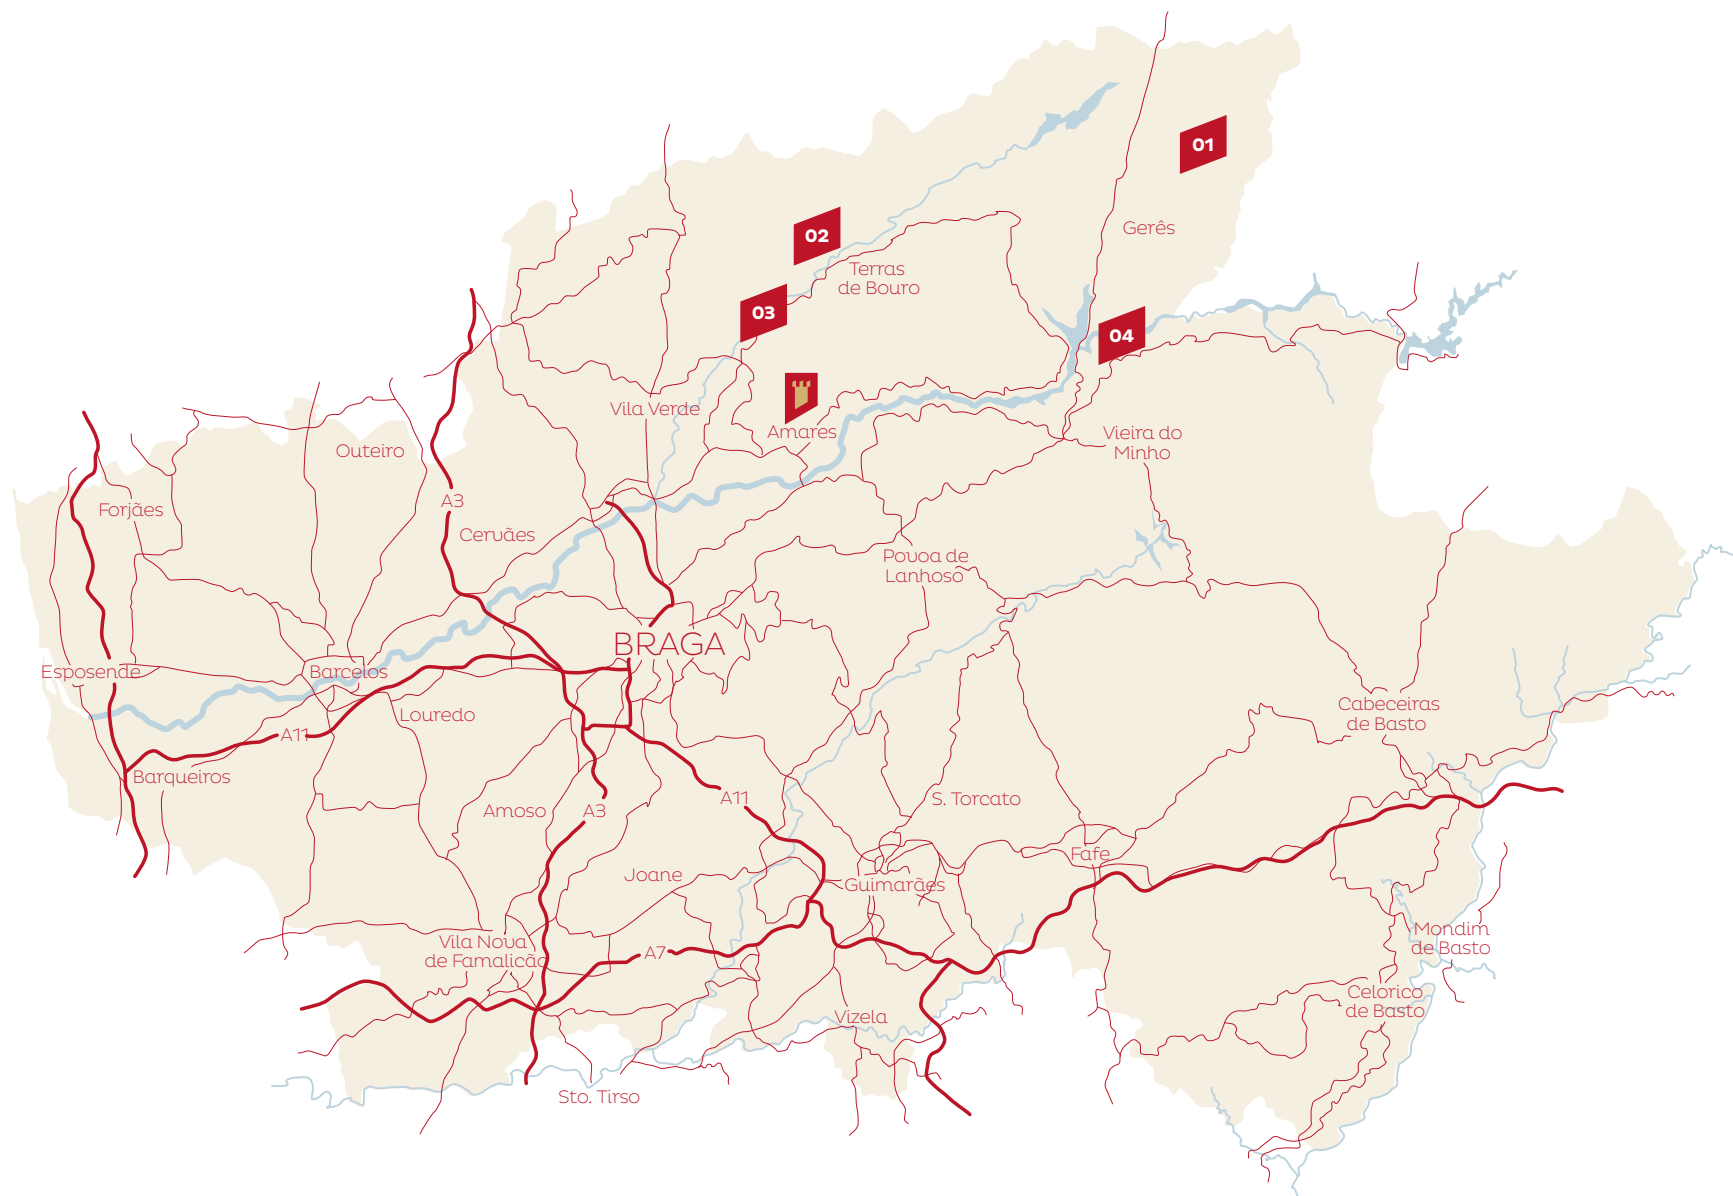 01
Gerês
02
Terras
de Bouro
03
04
Vila Verde
Amares
Vieira do
Minho
Outeiro
A3
Forjães
Cervães
Povoa de
Lanhoso
BRAGA
Esposende
Barcelos
Louredo
A11
Cabeceiras
de Basto
Barqueiros
Amoso
A3
A11
S. Torcato
Fafe
Joane
Guimarães
Vila Nova
de Famalicão
A7
Mondim
de Basto
Celorico
de Basto
Vizela
Sto. Tirso